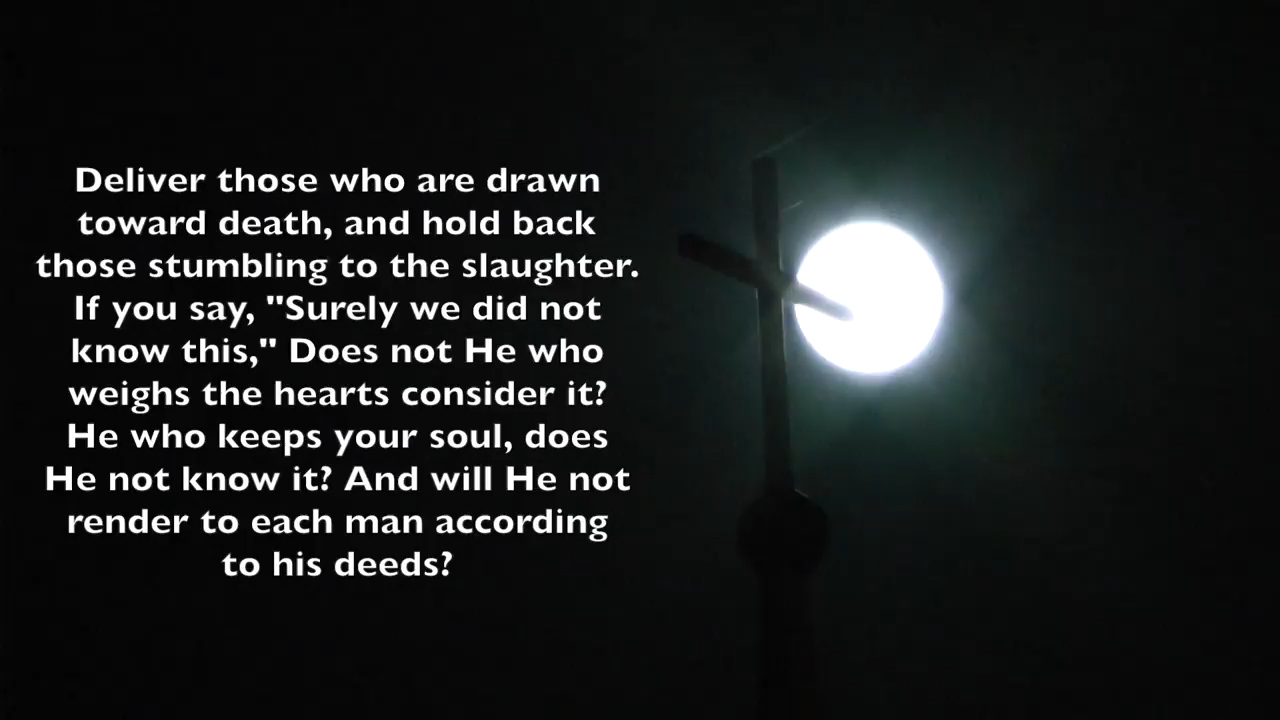 Deliver those who are drawn
toward death, and hold back
those stumbling to the slaughter.
If you say, "Surely we did not
know this," Does not He who
weighs the hearts consider it?
He who keeps your soul, does
He not know it? And will He not
render to each man according
to his deeds?